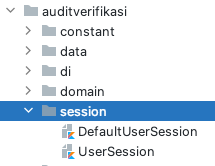 auditverifikasi
constant
data
di
domain
session
DefaultUserSession
UserSession